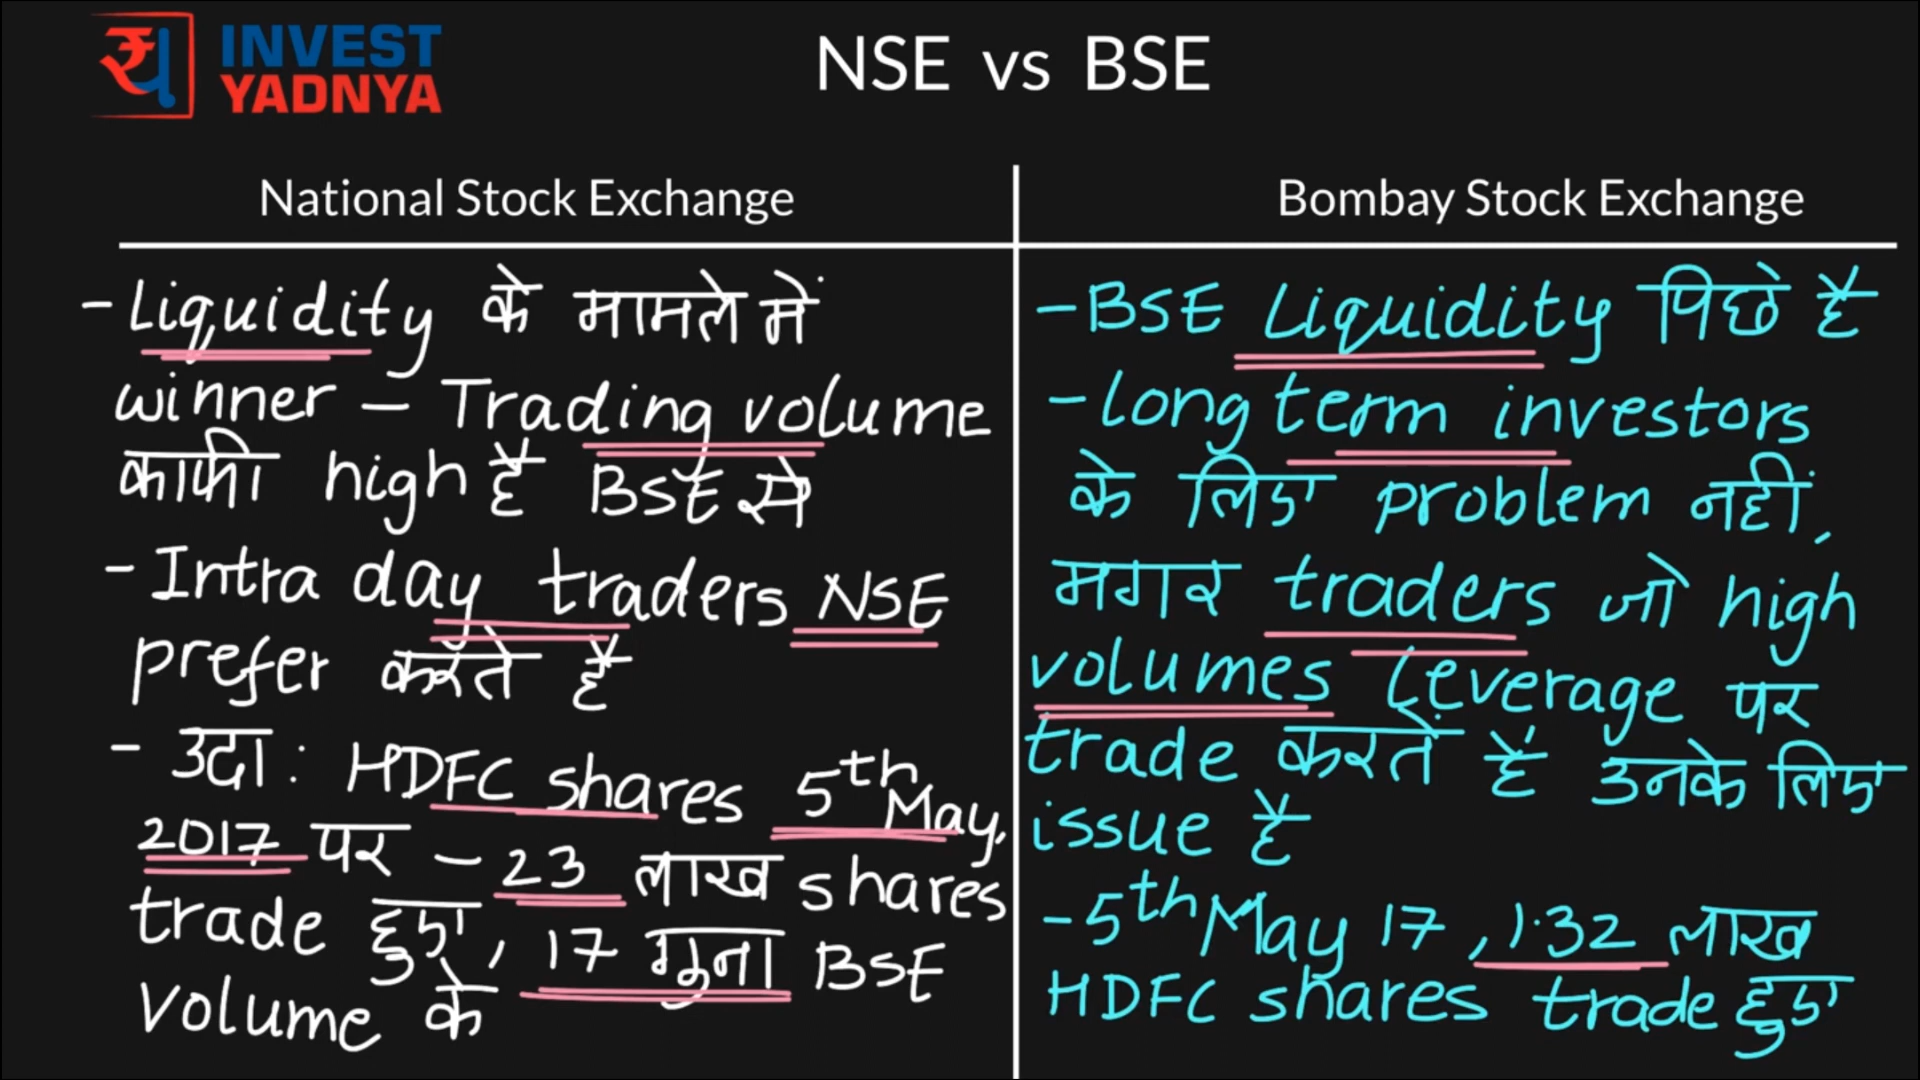 INVEST
YADNYA
NSE vs BSE
National Stock Exchange
- Liquidity के मामले में
winner - Trading volume
काफी high है BSE से
- Intra day traders NSE
prefer करते है
- उदा: HDFC shares 5th May,
2017 पर - 23 लाख shares
trade हुए, 17 गुना BSE
volume के
Bombay Stock Exchange
- BSE Liquidity पिछे है
- Long term investors
के लिए problem नहीं,
मगर traders जो high
volumes Leverage पर
trade करते हैं उनके लिए
issue है
- 5th May 17, 1.32 लाख
HDFC shares trade हुए